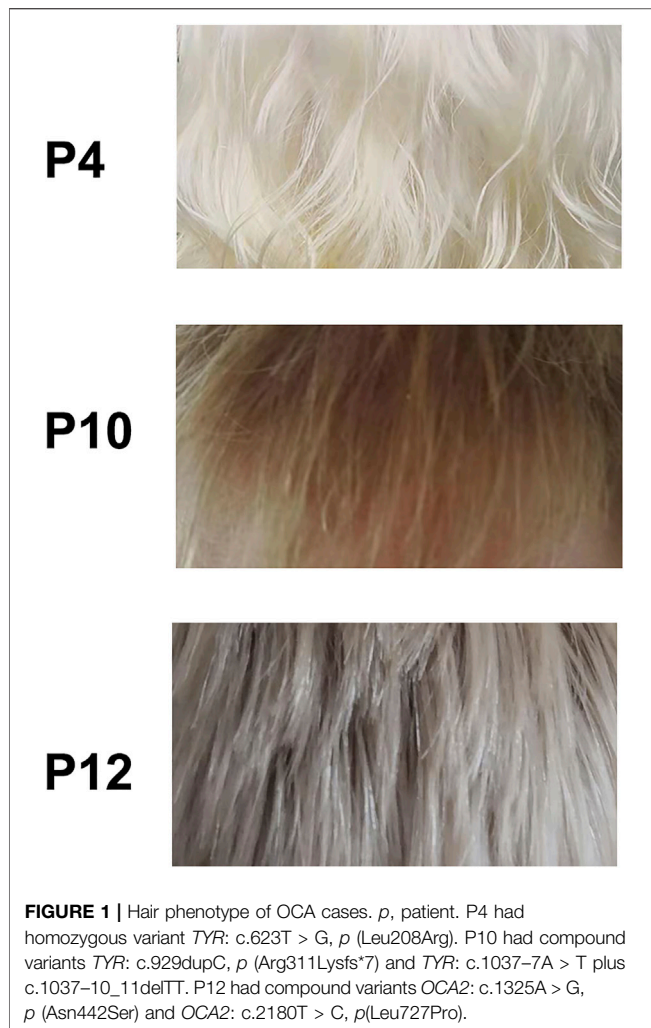 P4
P10
P12
FIGURE 1 | Hair phenotype of OCA cases. p, patient. P4 had
homozygous variant TYR: c.623T > G, p (Leu208Arg). P10 had compound
variants TYR: c.929dupC, p (Arg311Lysfs*7) and TYR: c.1037–7A > T plus
c.1037–10_11delTT. P12 had compound variants OCA2: c.1325A > G,
p (Asn442Ser) and OCA2: c.2180T > C, p(Leu727Pro).